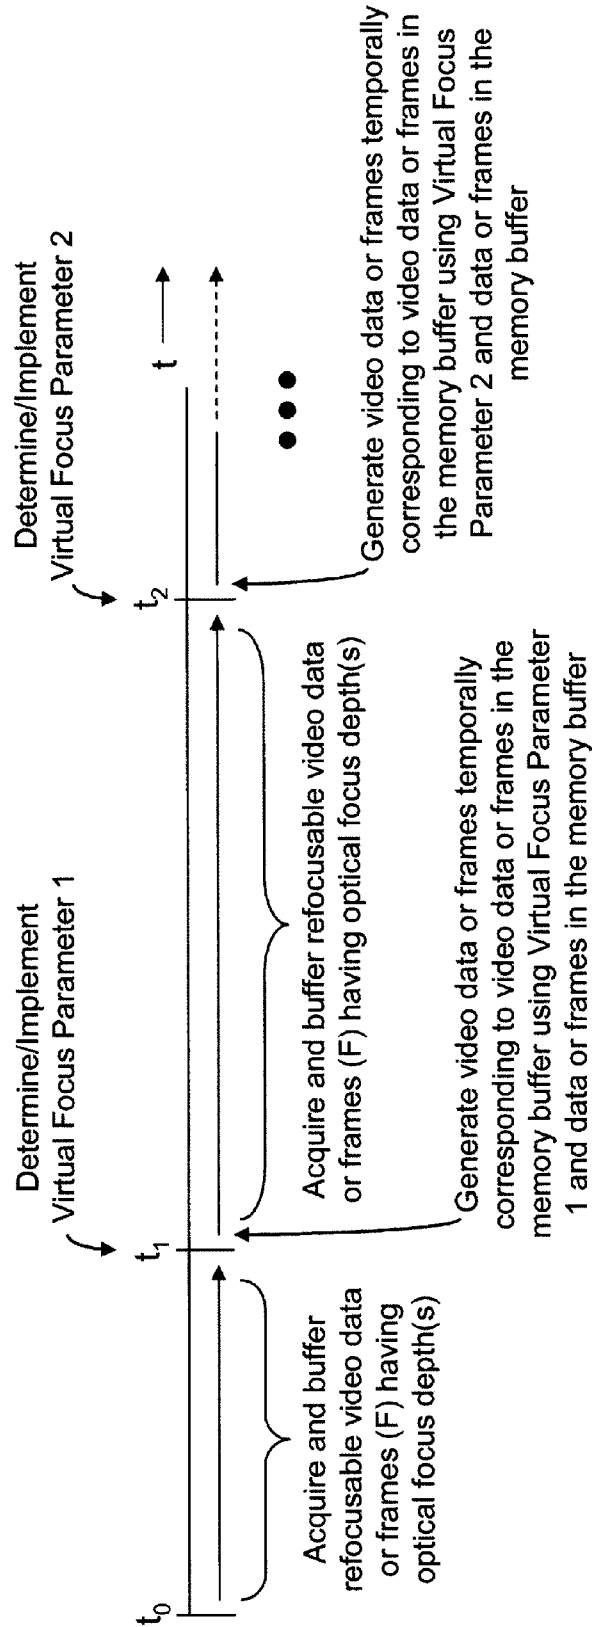 Determine/Implement
Virtual Focus Parameter 1
Determine/Implement
Virtual Focus Parameter 2
t0
t1
t2
t
Acquire and buffer
refocusable video data
or frames (F) having
optical focus depth(s)
Acquire and buffer refocusable video data
or frames (F) having optical focus depth(s)
Generate video data or frames temporally
corresponding to video data or frames in the
memory buffer using Virtual Focus Parameter
1 and data or frames in the memory buffer
Generate video data or frames temporally
corresponding to video data or frames in
the memory buffer using Virtual Focus
Parameter 2 and data or frames in the
memory buffer